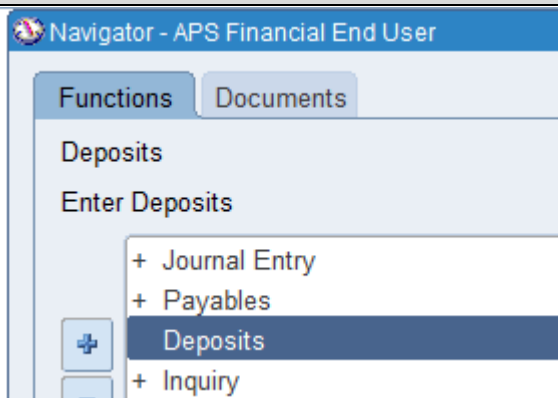 Navigator - APS Financial End User
Functions Documents
Deposits
Enter Deposits
+ Journal Entry
+ Payables
Deposits
+ Inquiry